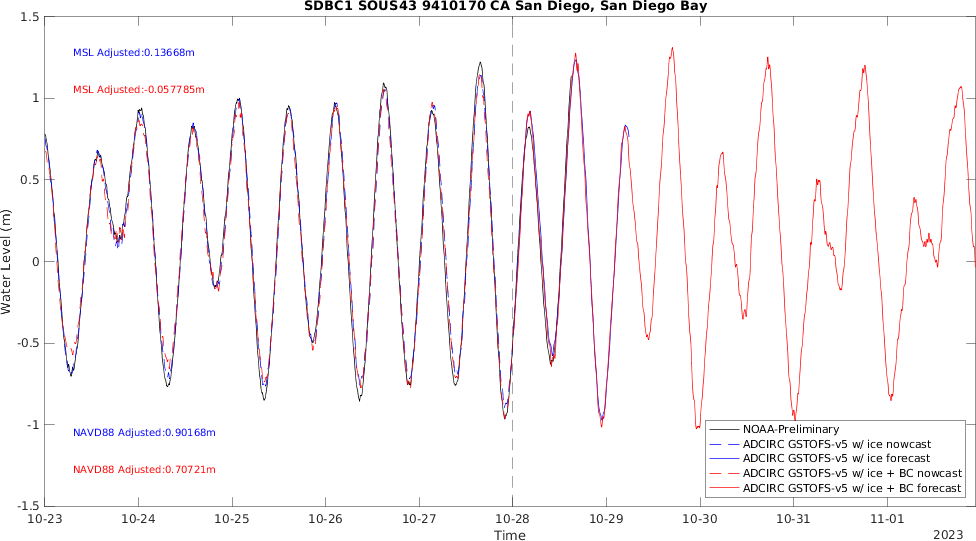 SDBC1 SOUS43 9410170 CA San Diego, San Diego Bay
1.5
MSL Adjusted:0.13668m
MSL Adjusted:-0.057785m
1
0.5
0
-0.5
-1
-1.5
Water Level (m)
NAVD88 Adjusted:0.90168m
NAVD88 Adjusted:0.70721m
NOAA-Preliminary
ADCIRC GSTOFS-v5 w/ ice nowcast
ADCIRC GSTOFS-v5 w/ ice forecast
ADCIRC GSTOFS-v5 w/ ice + BC nowcast
ADCIRC GSTOFS-v5 w/ ice + BC forecast
10-23 10-24 10-25 10-26 10-27 10-28 10-29 10-30 10-31 11-01
Time
2023